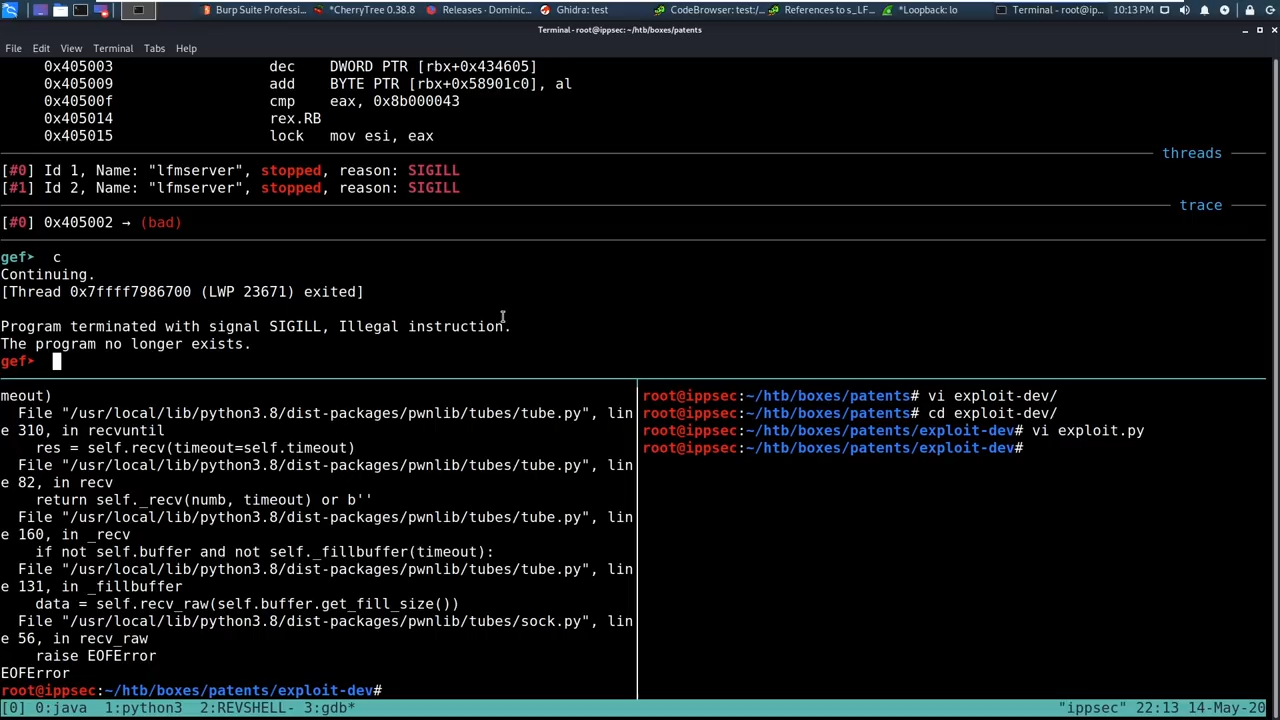 Burp Suite Professi...
*CherryTree 0.38.8
Releases · Dominic...
Ghidra: test
CodeBrowser: test:/...
References to s_LF...
*Loopback: lo
Terminal - root@ip...
10:13 PM
Terminal - root@ippsec: ~/htb/boxes/patents
File Edit View Terminal Tabs Help
0x405003 dec DWORD PTR [rbx+0x434605]
0x405009 add BYTE PTR [rbx+0x58901c0], al
0x40500f cmp eax, 0x8b000043
0x405014 rex.RB
0x405015 lock mov esi, eax
threads
[#0] Id 1, Name: "lfmserver", stopped, reason: SIGILL
[#1] Id 2, Name: "lfmserver", stopped, reason: SIGILL
trace
[#0] 0x405002 → (bad)
gef➤ c
Continuing.
[Thread 0x7ffff7986700 (LWP 23671) exited]
Program terminated with signal SIGILL, Illegal instruction.
The program no longer exists.
gef➤
meout)
File "/usr/local/lib/python3.8/dist-packages/pwnlib/tubes/tube.py", lin
e 310, in recvuntil
res = self.recv(timeout=self.timeout)
File "/usr/local/lib/python3.8/dist-packages/pwnlib/tubes/tube.py", lin
e 82, in recv
return self._recv(numb, timeout) or b''
File "/usr/local/lib/python3.8/dist-packages/pwnlib/tubes/tube.py", lin
e 160, in _recv
if not self.buffer and not self._fillbuffer(timeout):
File "/usr/local/lib/python3.8/dist-packages/pwnlib/tubes/tube.py", lin
e 131, in _fillbuffer
data = self.recv_raw(self.buffer.get_fill_size())
File "/usr/local/lib/python3.8/dist-packages/pwnlib/tubes/sock.py", lin
e 56, in recv_raw
raise EOFError
EOFError
root@ippsec:~/htb/boxes/patents/exploit-dev#
root@ippsec:~/htb/boxes/patents# vi exploit-dev/
root@ippsec:~/htb/boxes/patents# cd exploit-dev/
root@ippsec:~/htb/boxes/patents/exploit-dev# vi exploit.py
root@ippsec:~/htb/boxes/patents/exploit-dev#
[0] 0:java 1:python3 2:REVSHELL- 3:gdb* "ippsec" 22:13 14-May-20